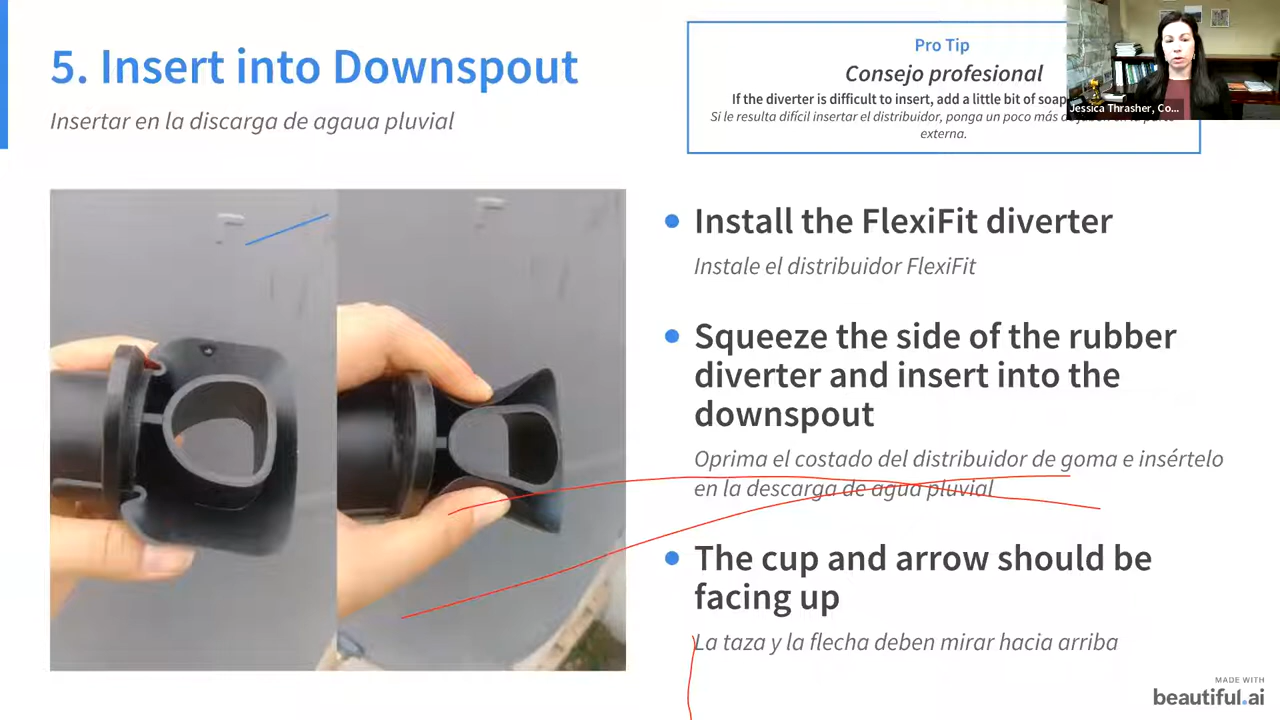 5. Insert into Downspout
Insertar en la discarga de agaua pluvial
Pro Tip
Consejo profesional
If the diverter is difficult to insert, add a little bit of soap
Si le resulta difícil insertar el distribuidor, ponga un poco más
externa.
Jessica Thrasher, Co...
Install the FlexiFit diverter
Instale el distribuidor FlexiFit
Squeeze the side of the rubber
diverter and insert into the
downspout
Oprima el costado del distribuidor de goma e insértelo
en la descarga de agua pluvial
The cup and arrow should be
facing up
La taza y la flecha deben mirar hacia arriba
MADE WITH
beautiful.ai